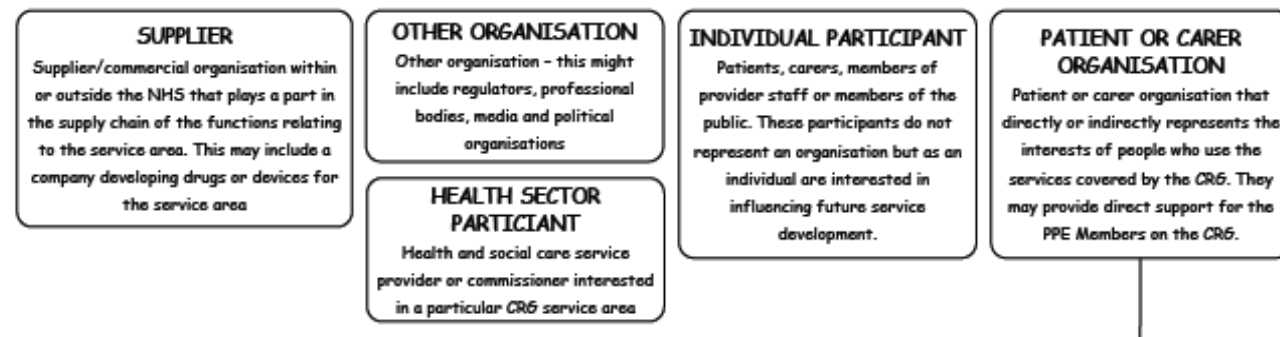 SUPPLIER
Supplier/commercial organisation within
or outside the NHS that plays a part in
the supply chain of the functions relating
to the service area. This may include a
company developing drugs or devices for
the service area
OTHER ORGANISATION
Other organisation – this might
include regulators, professional
bodies, media and political
organisations
HEALTH SECTOR
PARTICIANT
Health and social care service
provider or commissioner interested
in a particular CRG service area
INDIVIDUAL PARTICIPANT
Patients, carers, members of
provider staff or members of the
public. These participants do not
represent an organisation but as an
individual are interested in
influencing future service
development.
PATIENT OR CARER
ORGANISATION
Patient or carer organisation that
directly or indirectly represents the
interests of people who use the
services covered by the CRG. They
may provide direct support for the
PPE Members on the CRG.